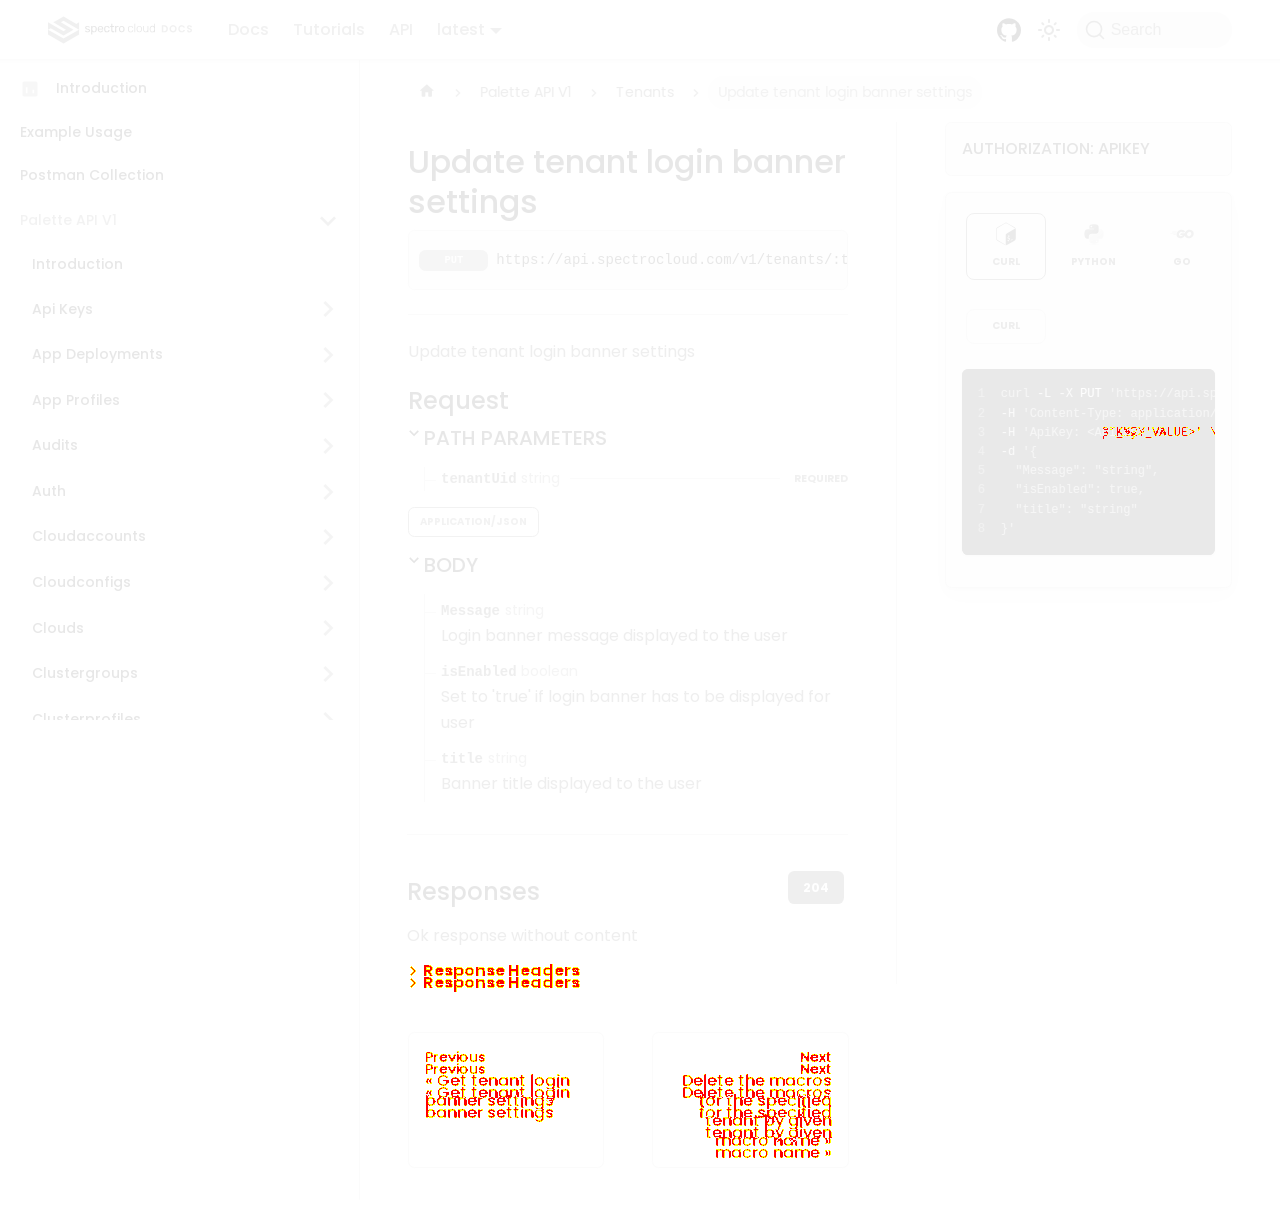 spectro cloud DOCS Docs Tutorials API latest Search
Introduction
Example Usage
Postman Collection
Palette API V1
Introduction
Api Keys
App Deployments
App Profiles
Audits
Auth
Cloudaccounts
Cloudconfigs
Clouds
Clustergroups
Clusterprofiles
Palette API V1 Tenants Update tenant login banner settings
Update tenant login banner
settings
PUT https://api.spectrocloud.com/v1/tenants/:t
Update tenant login banner settings
Request
PATH PARAMETERS
tenantUid string REQUIRED
APPLICATION/JSON
BODY
Message string
Login banner message displayed to the user
isEnabled boolean
Set to 'true' if login banner has to be displayed for
user
title string
Banner title displayed to the user
Responses 204
Ok response without content
Response Headers
Response Headers
Previous
Previous
« Get tenant login
« Get tenant login
banner settings
banner settings
Next
Next
Delete the macros
Delete the macros
for the specified
for the specified
tenant by given
tenant by given
macro name »
macro name »
AUTHORIZATION: APIKEY
CURL PYTHON GO GO
CURL
1 curl -L -X PUT 'https://api.sp
2 -H 'Content-Type: application/
3 -H 'ApiKey: VALUE>' \
4 -d '{
5 "Message": "string",
6 "isEnabled": true,
7 "title": "string"
8 }'